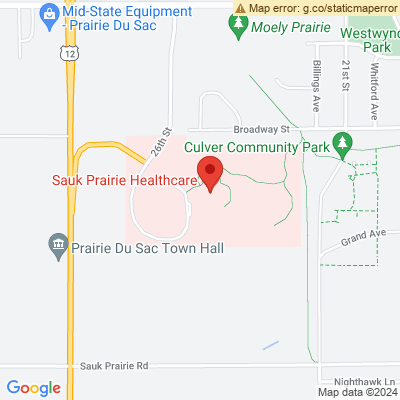 Map error: g.co/staticmaperror
Mid-State Equipment
- Prairie Du Sac
Moely Prairie
Westwynd
Park
12
26th St
Billings Ave
21st St
Whitford Ave
Broadway St
Culver Community Park
Sauk Prairie Healthcare
Grand Ave
Prairie Du Sac Town Hall
Sauk Prairie Rd
Nighthawk Ln
Google
Map data ©2024